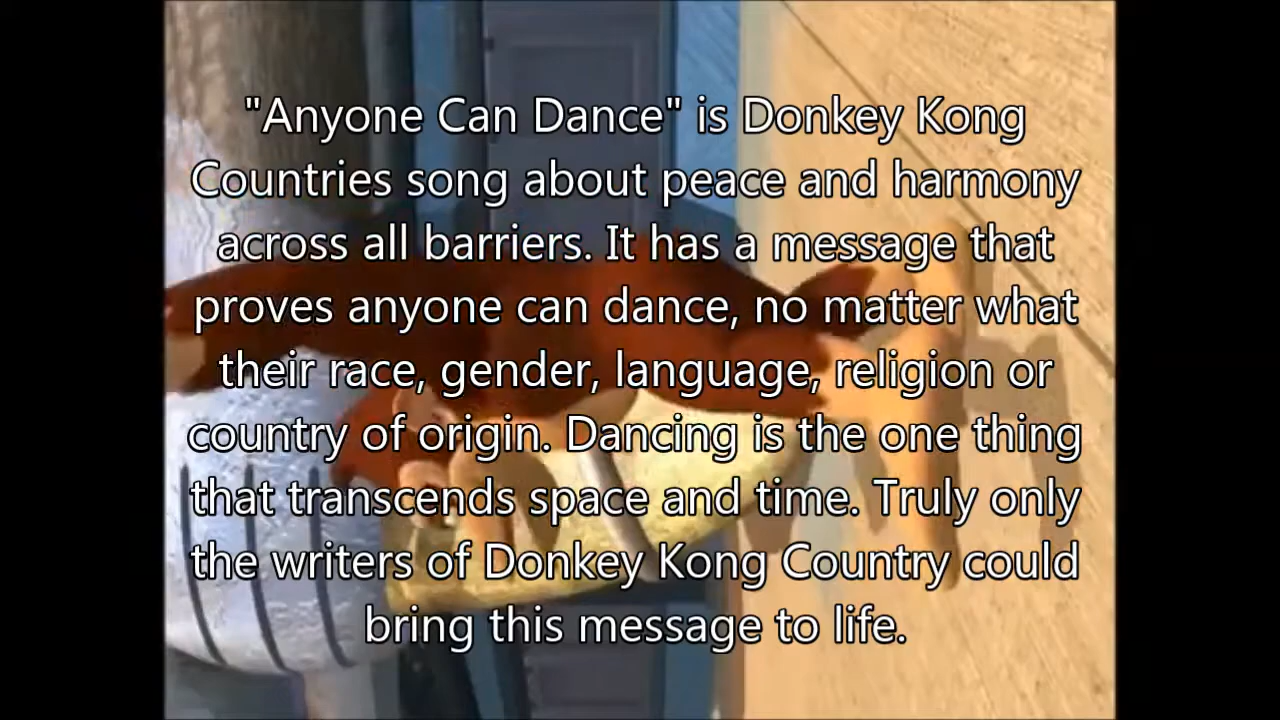 "Anyone Can Dance" is Donkey Kong
Countries song about peace and harmony
across all barriers. It has a message that
proves anyone can dance, no matter what
their race, gender, language, religion or
country of origin. Dancing is the one thing
that transcends space and time. Truly only
the writers of Donkey Kong Country could
bring this message to life.